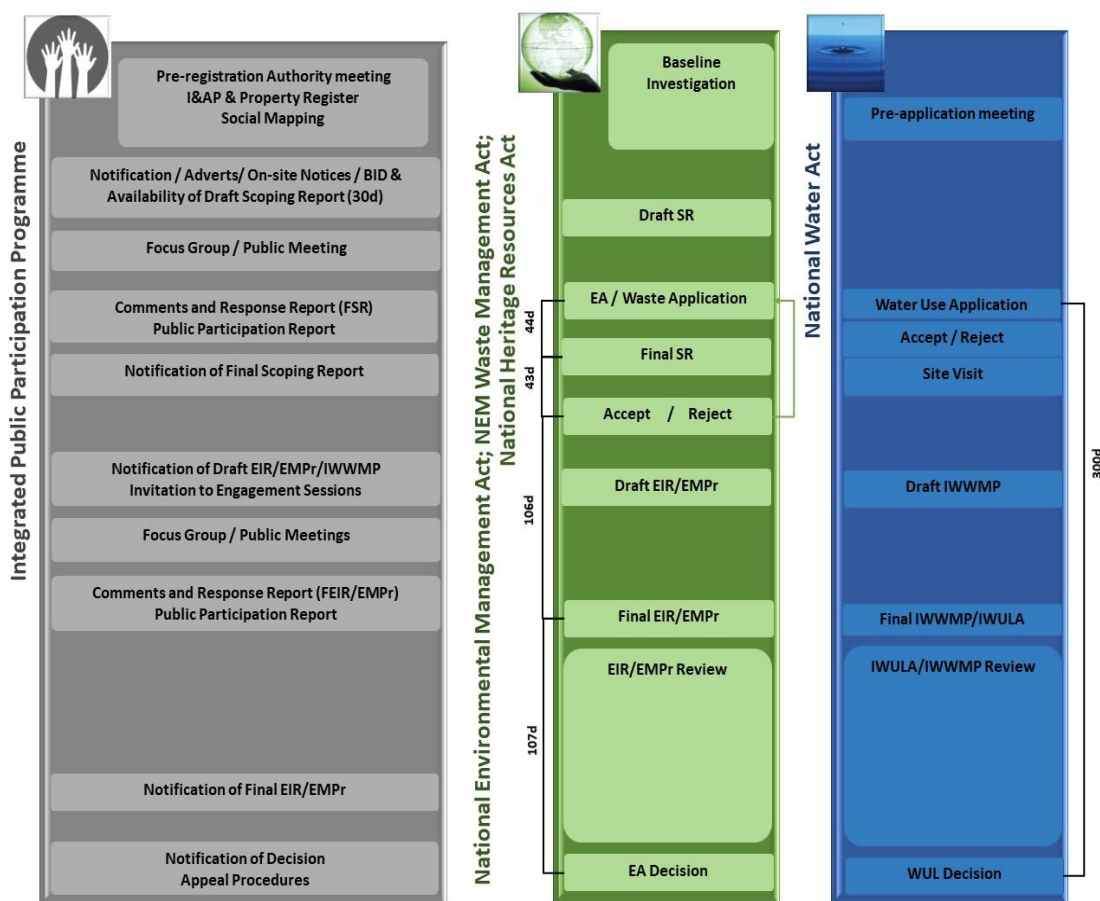 Integrated Public Participation Programme
Pre-registration Authority meeting
I&AP & Property Register
Social Mapping
Notification / Adverts/ On-site Notices / BID &
Availability of Draft Scoping Report (30d)
Focus Group / Public Meeting
Comments and Response Report (FSR)
Public Participation Report
Notification of Final Scoping Report
Notification of Draft EIR/EMPr/IWWMP
Invitation to Engagement Sessions
Focus Group / Public Meetings
Comments and Response Report (FEIR/EMPr)
Public Participation Report
Notification of Final EIR/EMPr
Notification of Decision
Appeal Procedures
National Environmental Management Act; NEM Waste Management Act;
National Heritage Resources Act
44d
43d
106d
107d
Baseline
Investigation
Draft SR
EA / Waste Application
Final SR
Accept / Reject
Draft EIR/EMPr
Final EIR/EMPr
EIR/EMPr Review
EA Decision
National Water Act
Pre-application meeting
Water Use Application
Accept / Reject
Site Visit
Draft IWWMP
Final IWWMP/IWULA
IWULA/IWWMP Review
WUL Decision
300d